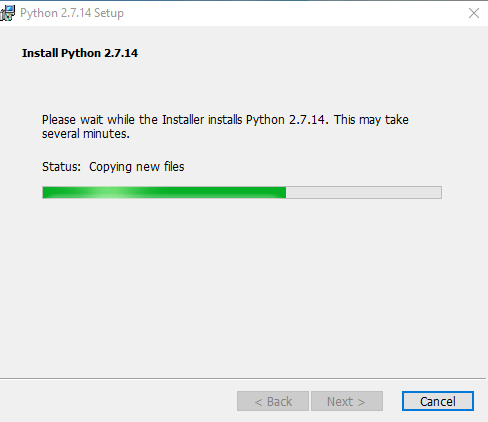 Python 2.7.14 Setup
Install Python 2.7.14
Please wait while the Installer installs Python 2.7.14. This may take
several minutes.
Status: Copying new files
< Back Next > Cancel